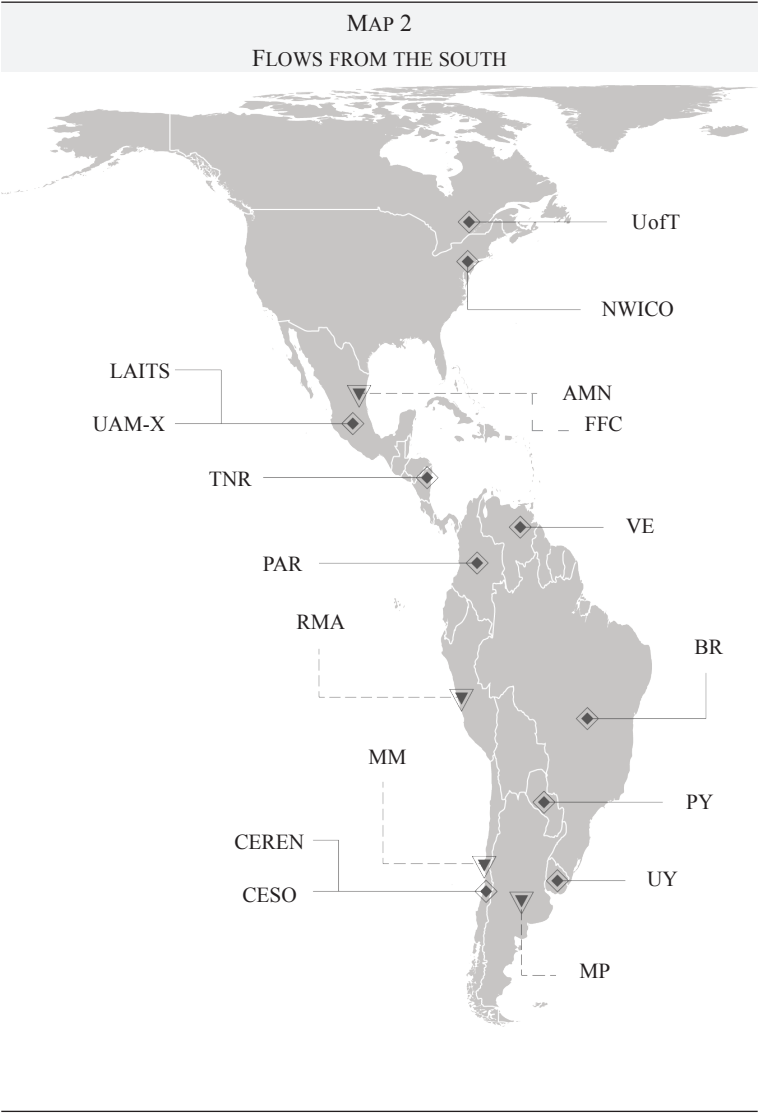 MAP 2
FLOWS FROM THE SOUTH
UofT
NWICO
LAITS
AMN
UAM-X
FFC
TNR
VE
PAR
RMA
BR
MM
PY
CEREN
UY
CESO
MP